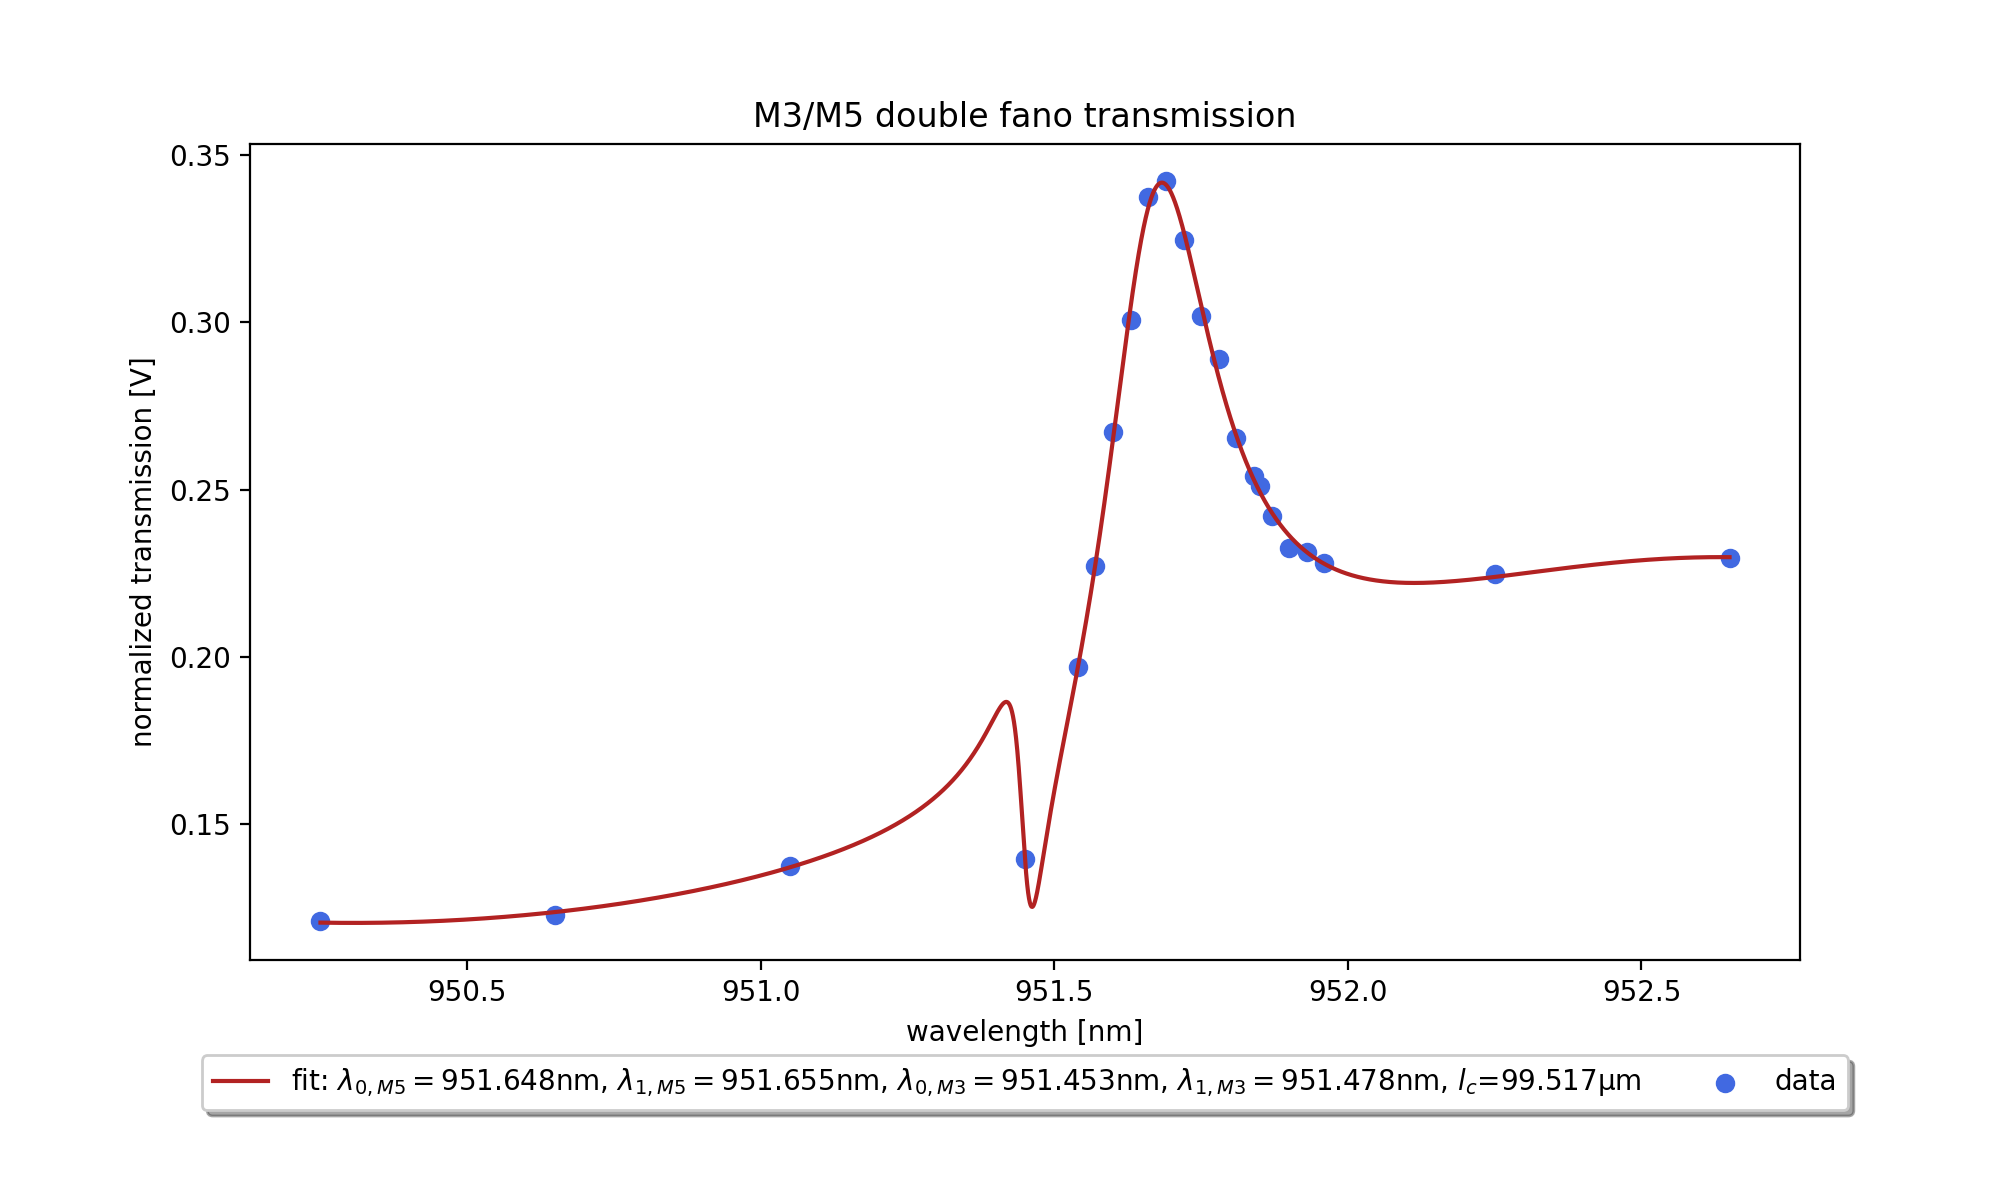 M3/M5 double fano transmission
normalized transmission [V]
0.35
0.30
0.25
0.20
0.15
950.5 951.0 951.5 952.0 952.5
wavelength [nm]
fit: λ₀,M5 = 951.648nm, λ₁,M5 = 951.655nm, λ₀,M3 = 951.453nm, λ₁,M3 = 951.478nm, l_c=99.517μm data